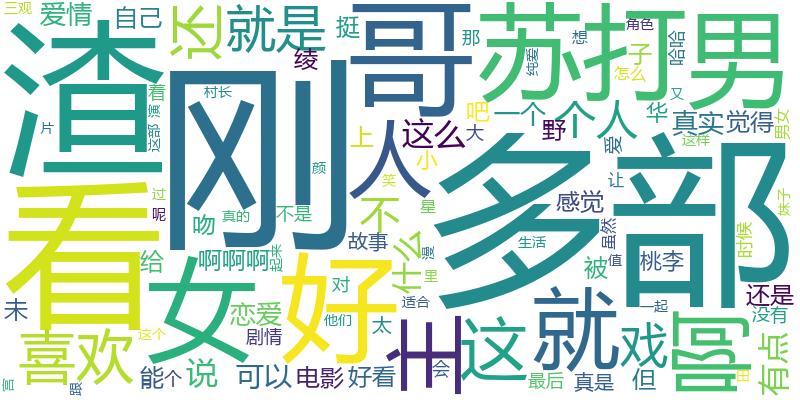 三观
爱情
自己
还
就是
挺
哥
那
苏打
男
想
角色
子
哈哈
纯爱
怎么
渣
刚
绫
着
村长
吧
一个
个人
华
又
真实
觉得
多
部
这部
演
片
人
上
这么
大
野
爱
这样
男女
看
颜
小
感觉
让
妹子
过
呢
吻
真的
不是
笑
不
星
虽然
时候
女
给
啊啊啊
起来
故事
什么
漫
里
生活
被
值
桃李
好
对
适合
未
恋爱
他们
太
主
这
就
戏
一起
还是
没有
啊
喜欢
这个
剧情
有点
田
宫
跟
能
个
说
可以
电影
好看
会
最后
真是
但